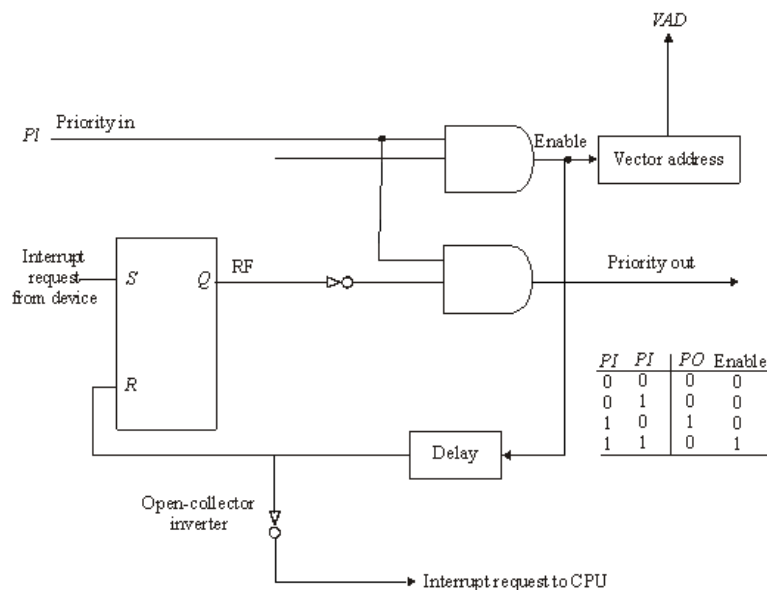 VAD
PI Priority in
Enable
Vector address
Interrupt
request
from device
S Q
RF
Priority out
R
PI PI PO Enable
0 0 0 0
0 1 0 0
1 0 1 0
1 1 0 1
Delay
Open-collector
inverter
Interrupt request to CPU